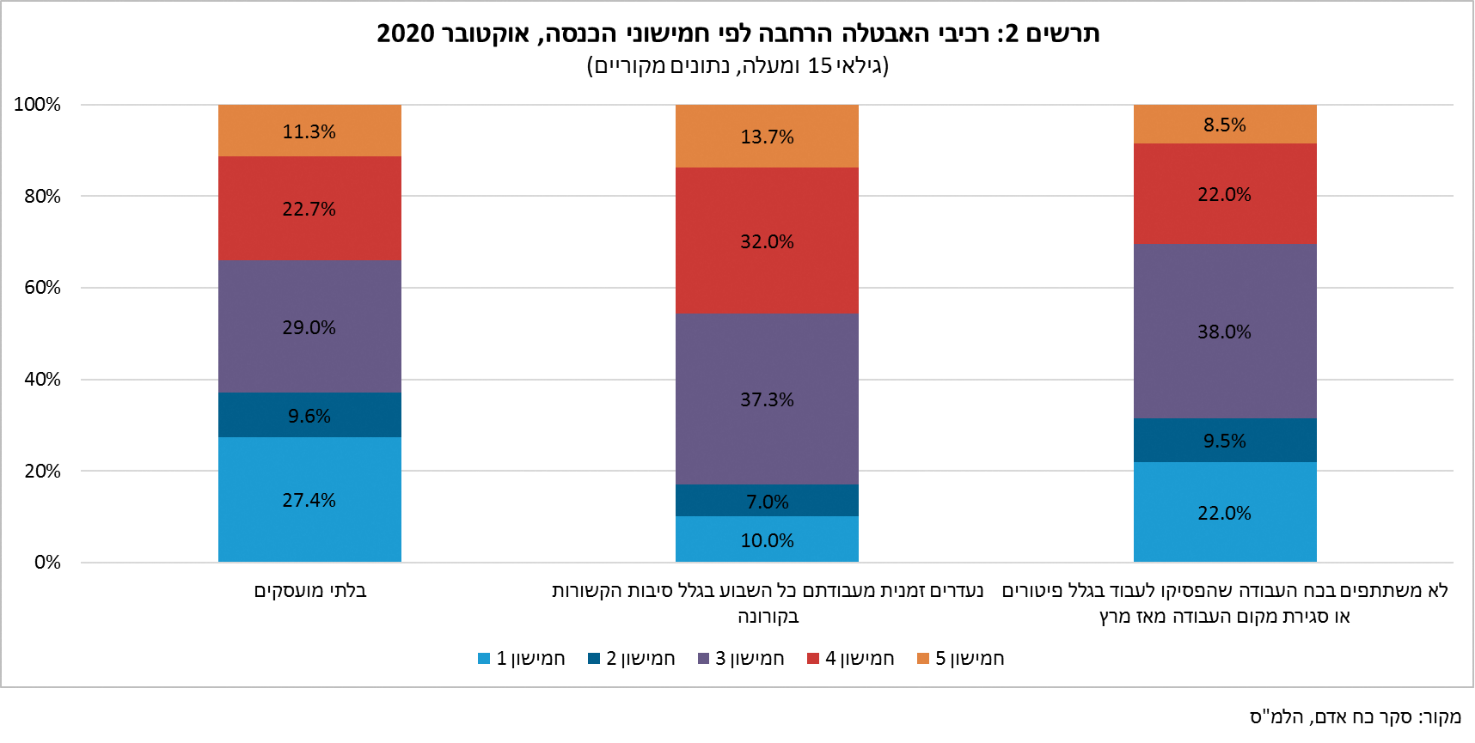 תרשים 2: רכיבי האבטלה הרחבה לפי חמישוני הכנסה, אוקטובר 2020
(גילאי 15 ומעלה, נתונים מקוריים)
100%
80%
60%
40%
20%
0%
11.3%
22.7%
29.0%
9.6%
27.4%
13.7%
32.0%
37.3%
7.0%
10.0%
8.5%
22.0%
38.0%
9.5%
22.0%
בלתי מועסקים
נעדרים זמנית מעבודתם כל השבוע בגלל סיבות הקשורות
בקורונה
לא משתתפים בכח העבודה שהפסיקו לעבוד בגלל פיטורים
או סגירת מקום העבודה מאז מרץ
חמישון 1
חמישון 2
חמישון 3
חמישון 4
חמישון 5
מקור: סקר כח אדם, הלמ"ס